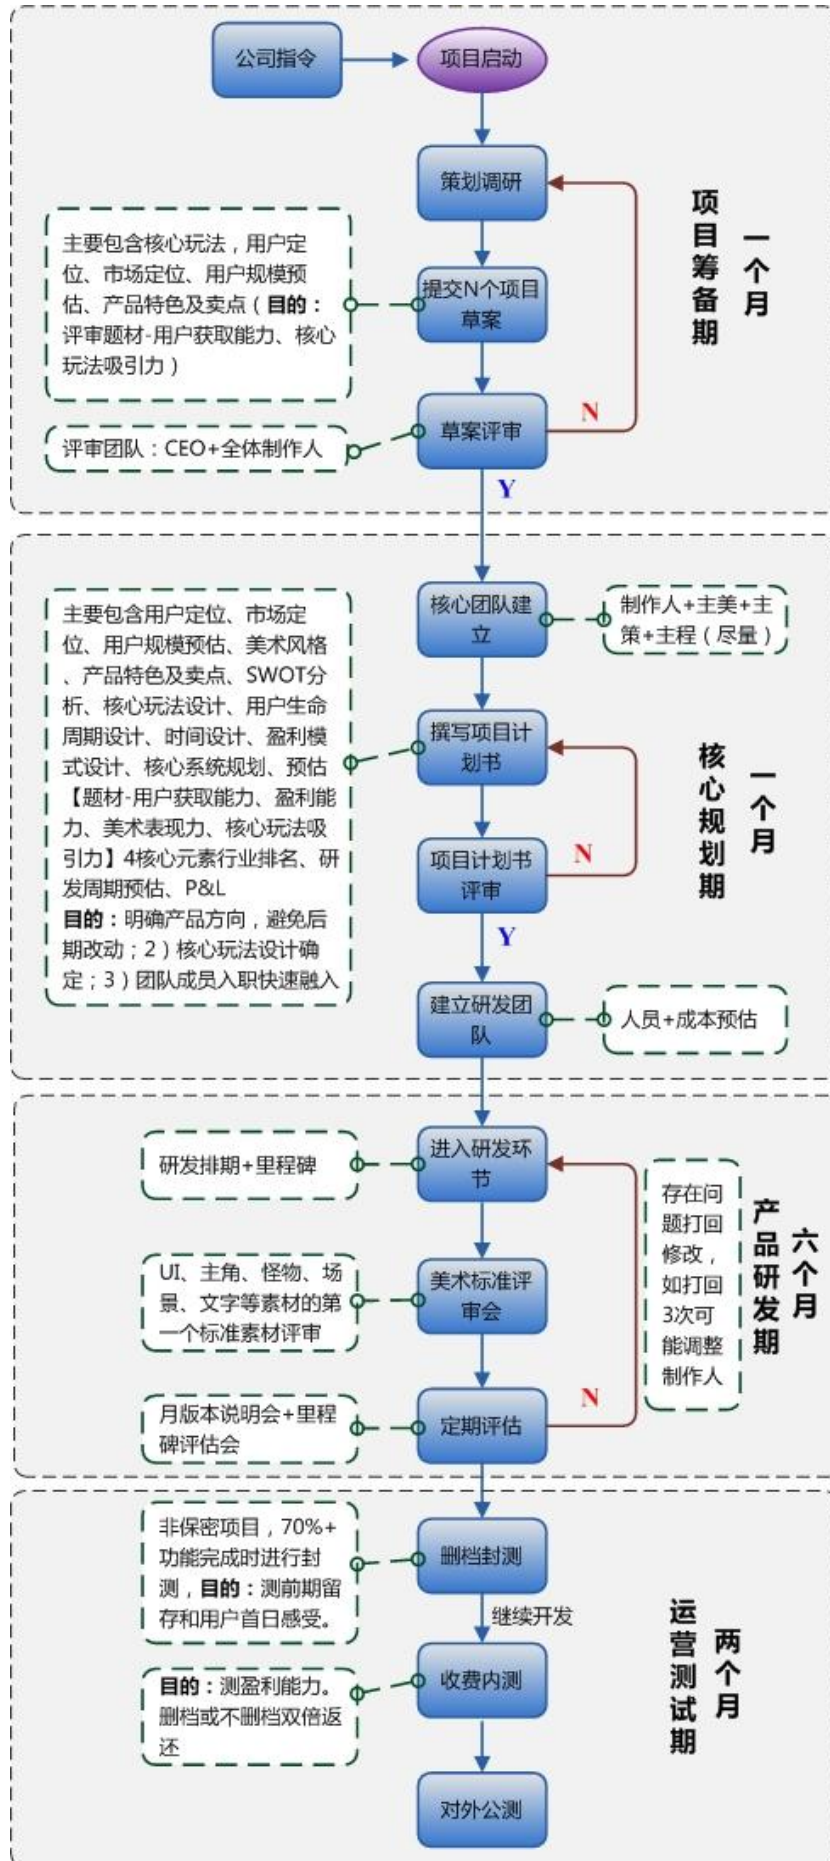 公司指令
项目启动
策划调研
主要包含核心玩法，用户定
位、市场定位、用户规模预
估、产品特色及卖点（目的：
评审题材-用户获取能力、核心
玩法吸引力）
提交N个项目
草案
评审团队：CEO+全体制作人
草案评审
N
Y
项目筹备期
一个月
核心团队建
立
制作人+主美+主
策+主程（尽量）
主要包含用户定位、市场定
位、用户规模预估、美术风格
、产品特色及卖点、SWOT分
析、核心玩法设计、用户生命
周期设计、时间设计、盈利模
式设计、核心系统规划、预估
【题材-用户获取能力、盈利能
力、美术表现力、核心玩法吸
引力】4核心元素行业排名、研
发周期预估、P&L
目的：明确产品方向，避免后
期改动；2）核心玩法设计确
定；3）团队成员入职快速融入
撰写项目计
划书
项目计划书
评审
N
Y
建立研发团
队
人员+成本预估
核心规划期
一个月
研发排期+里程碑
进入研发环
节
UI、主角、怪物、场
景、文字等素材的第
一个标准素材评审
美术标准评
审会
月版本说明会+里程
碑评估会
定期评估
N
存在问
题打回
修改，
如打回
3次可
能调整
制作人
产品研发期
六个月
非保密项目，70%+
功能完成时进行封
测，目的：测前期留
存和用户首日感受。
删档封测
继续开发
目的：测盈利能力。
删档或不删档双倍返
还
收费内测
对外公测
运营测试期
两个月